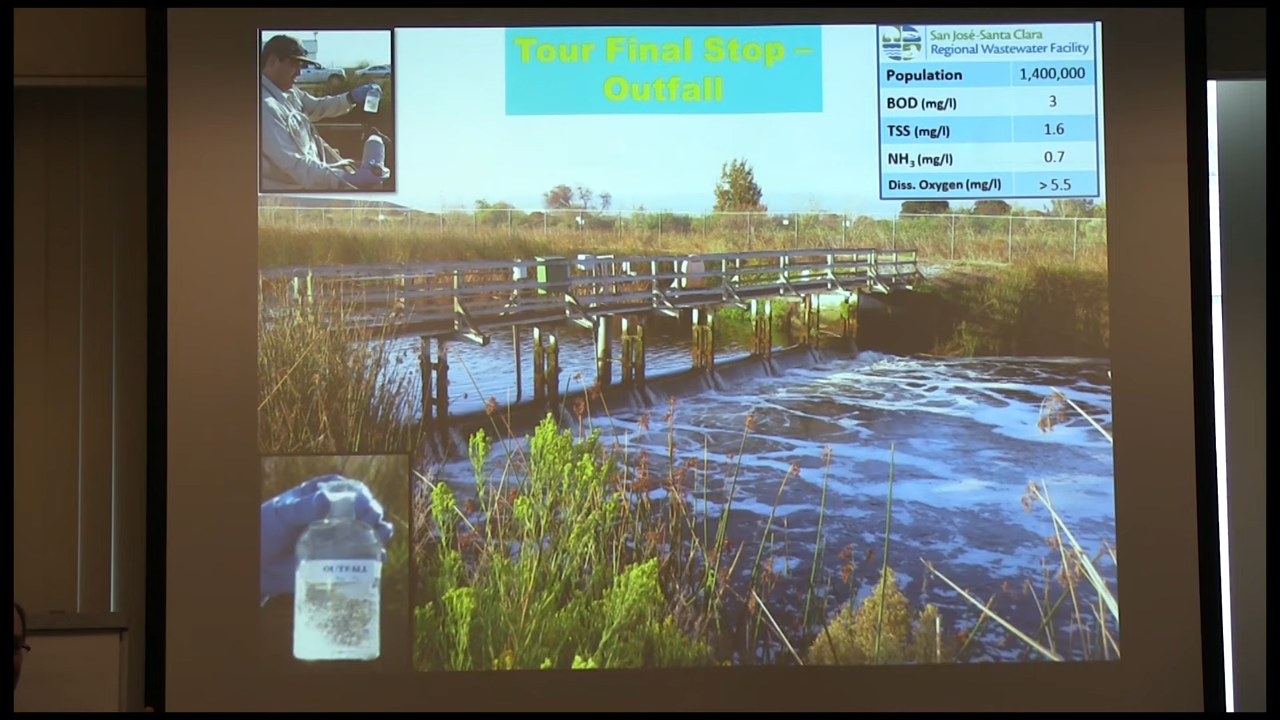 Tour Final Stop –
Outfall
San José-Santa Clara
Regional Wastewater Facility
Population 1,400,000
BOD (mg/l) 3
TSS (mg/l) 1.6
NH₃ (mg/l) 0.7
Diss. Oxygen (mg/l) > 5.5
OUTFALL